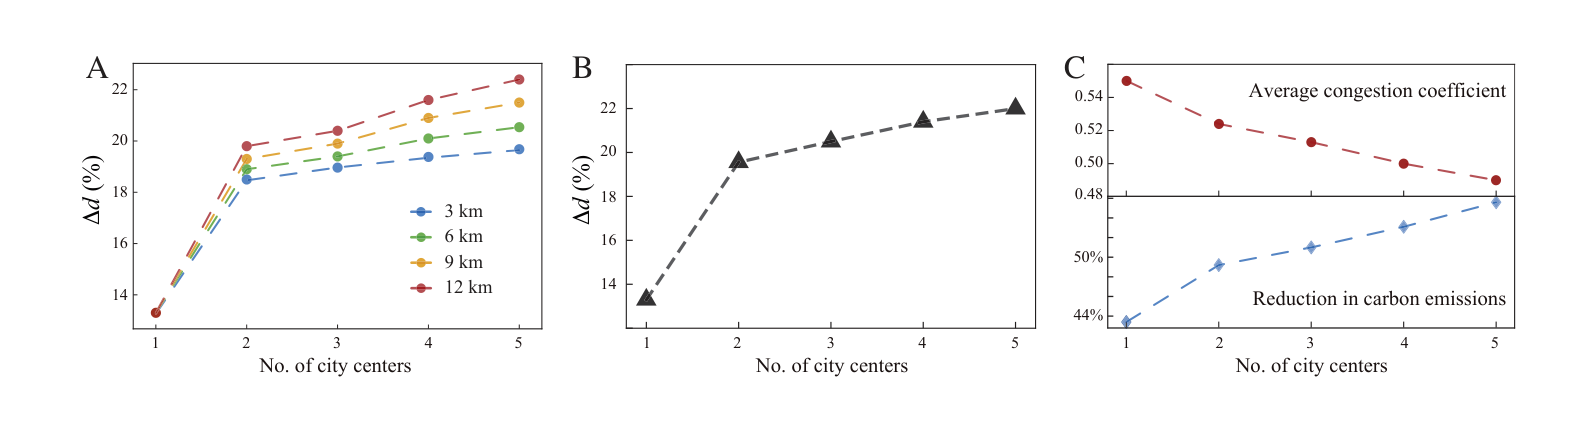 A
Δd (%)
22
20
18
16
14
3 km
6 km
9 km
12 km
1 2 3 4 5
No. of city centers
B
Δd (%)
22
20
18
16
14
1 2 3 4 5
No. of city centers
C
Average congestion coefficient
0.54
0.52
0.50
0.48
50%
44%
Reduction in carbon emissions
1 2 3 4 5
No. of city centers